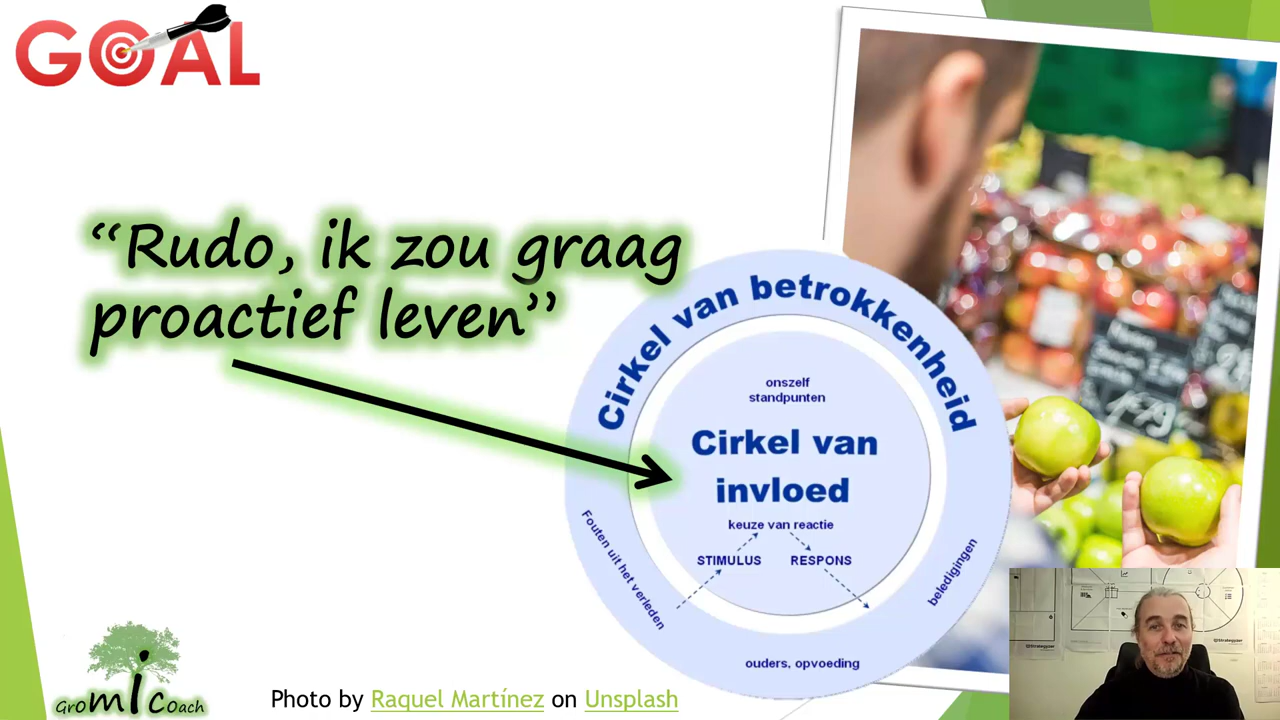 GOAL
“Rudo, ik zou graag
proactief leven”
Cirkel van betrokkenheid
onszelf
standpunten
Cirkel van
invloed
keuze van reactie
STIMULUS RESPONS
Fouten uit het verleden
beledigingen
ouders, opvoeding
GromiCoach
Photo by Raquel Martínez on Unsplash